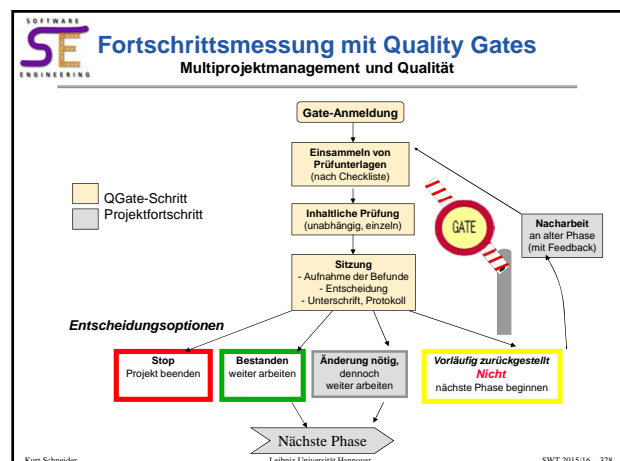 SOFTWARE
SE
ENGINEERING
Fortschrittsmessung mit Quality Gates
Multiprojektmanagement und Qualität
Gate-Anmeldung
Einsammeln von
Prüfunterlagen
(nach Checkliste)
QGate-Schritt
Projektfortschritt
Inhaltliche Prüfung
(unabhängig, einzeln)
GATE
Nacharbeit
an alter Phase
(mit Feedback)
Sitzung
- Aufnahme der Befunde
- Entscheidung
- Unterschrift, Protokoll
Entscheidungsoptionen
Stop
Projekt beenden
Bestanden
weiter arbeiten
Änderung nötig,
dennoch
weiter arbeiten
Vorläufig zurückgestellt
Nicht
nächste Phase beginnen
Nächste Phase
Kurt Schneider Leibniz Universität Hannover SWT 2015/16 328